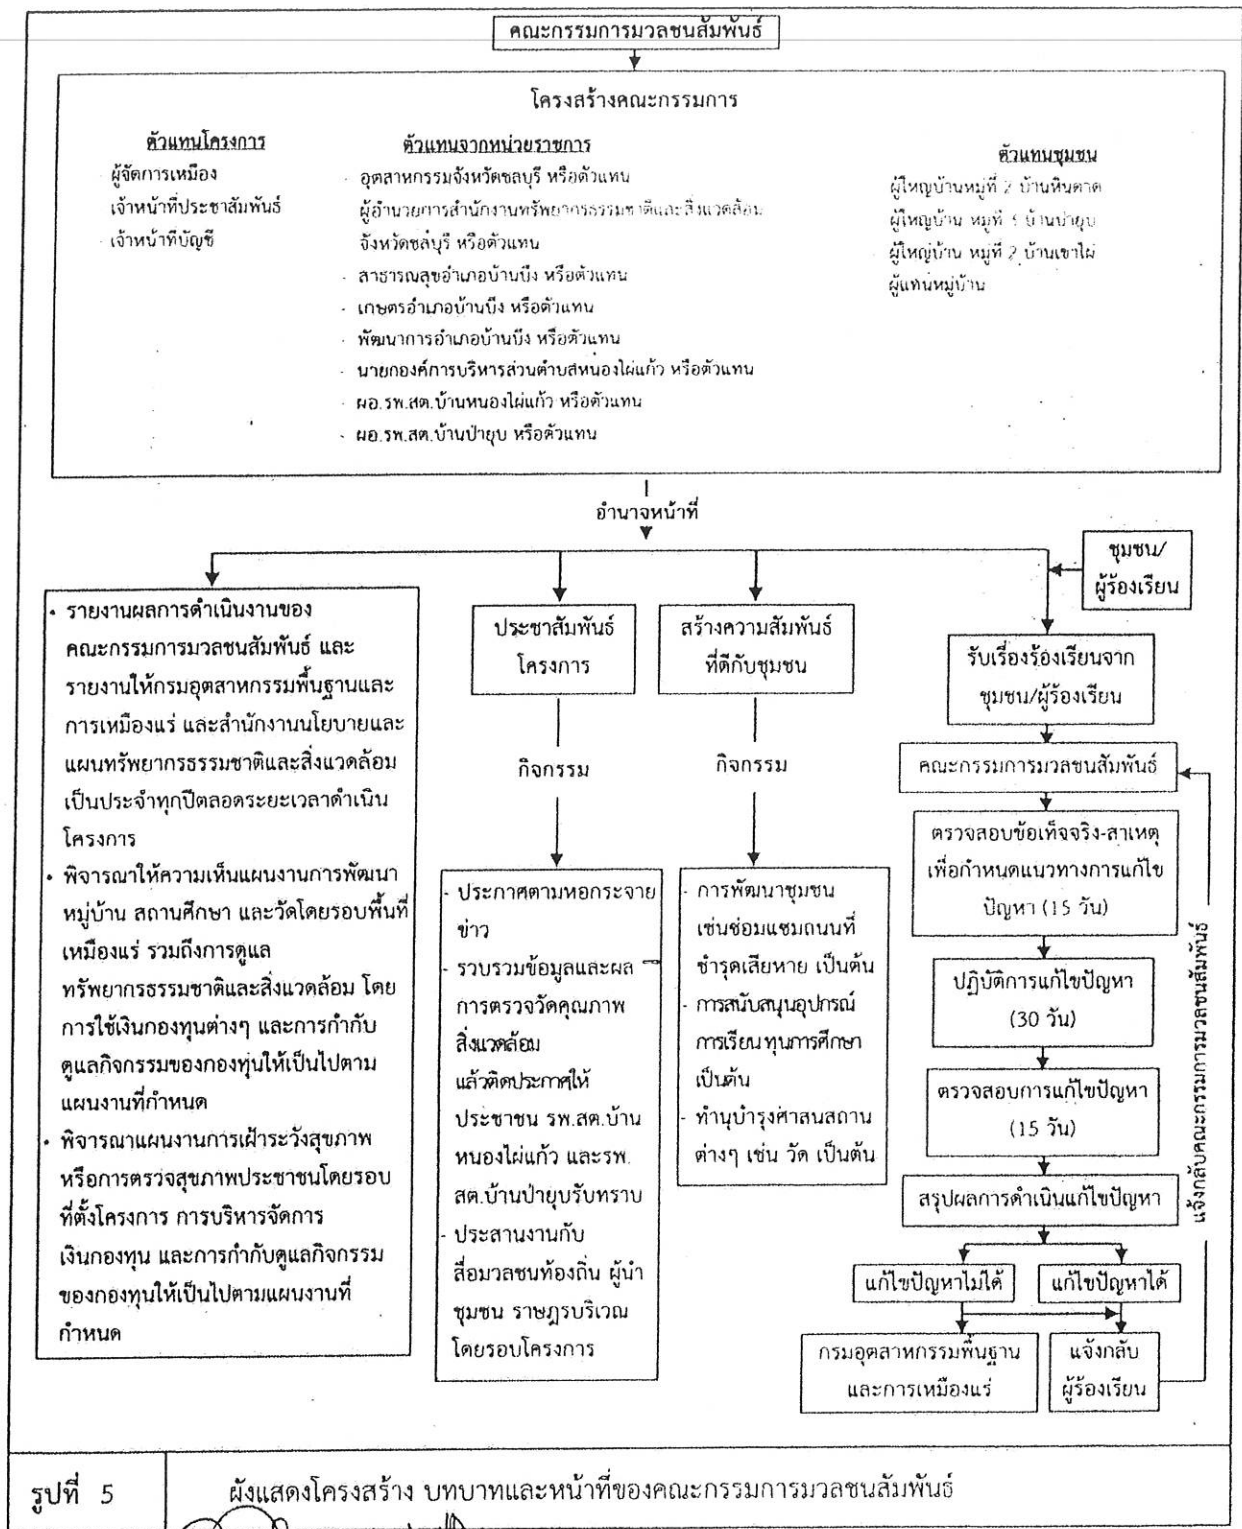 คณะกรรมการมวลชนสัมพันธ์
โครงสร้างคณะกรรมการ
ตัวแทนโครงการ
ผู้จัดการเหมือง
เจ้าหน้าที่ประชาสัมพันธ์
- เจ้าหน้าที่บัญชี
ตัวแทนจากหน่วยราชการ
- อุตสาหกรรมจังหวัดชลบุรี หรือตัวแทน
ผู้อำนวยการสำนักงานทรัพยากรธรรมชาติและสิ่งแวดล้อม
จังหวัดชลบุรี หรือตัวแทน
- สาธารณสุขอำเภอบ้านบึง หรือตัวแทน
- เกษตรอำเภอบ้านบึง หรือตัวแทน
- พัฒนาการอำเภอบ้านบึง หรือตัวแทน
- นายกองค์การบริหารส่วนตำบลหนองไผ่แก้ว หรือตัวแทน
- ผอ.รพ.สต.บ้านหนองไผ่แก้ว หรือตัวแทน
- ผอ.รพ.สต.บ้านป่ายุบ หรือตัวแทน
ตัวแทนชุมชน
ผู้ใหญ่บ้านหมู่ที่ 2 บ้านหินดาด
ผู้ใหญ่บ้าน หมู่ที่ บ้านป่ายุบ
ผู้ใหญ่บ้าน หมู่ที่ 2 บ้านเขาไผ่
ผู้แทนหมู่บ้าน
อำนาจหน้าที่
ชุมชน/
ผู้ร้องเรียน
• รายงานผลการดำเนินงานของ
คณะกรรมการมวลชนสัมพันธ์ และ
รายงานให้กรมอุตสาหกรรมพื้นฐานและ
การเหมืองแร่ และสำนักงานนโยบายและ
แผนทรัพยากรธรรมชาติและสิ่งแวดล้อม
เป็นประจำทุกปีตลอดระยะเวลาดำเนิน
โครงการ
• พิจารณาให้ความเห็นแผนงานการพัฒนา
หมู่บ้าน สถานศึกษา และวัดโดยรอบพื้นที่
เหมืองแร่ รวมถึงการดูแล
ทรัพยากรธรรมชาติและสิ่งแวดล้อม โดย
การใช้เงินกองทุนต่างๆ และการกำกับ
ดูแลกิจกรรมของกองทุนให้เป็นไปตาม
แผนงานที่กำหนด
• พิจารณาแผนงานการเฝ้าระวังสุขภาพ
หรือการตรวจสุขภาพประชาชนโดยรอบ
ที่ตั้งโครงการ การบริหารจัดการ
เงินกองทุน และการกำกับดูแลกิจกรรม
ของกองทุนให้เป็นไปตามแผนงานที่
กำหนด
ประชาสัมพันธ์
โครงการ
กิจกรรม
- ประกาศตามหอกระจาย
ข่าว
- รวบรวมข้อมูลและผล
การตรวจวัดคุณภาพ
สิ่งแวดล้อม
แล้วติดประกาศให้
ประชาชน รพ.สต.บ้าน
หนองไผ่แก้ว และรพ.
สต.บ้านป่ายุบรับทราบ
- ประสานงานกับ
สื่อมวลชนท้องถิ่น ผู้นำ
ชุมชน ราษฎรบริเวณ
โดยรอบโครงการ
สร้างความสัมพันธ์
ที่ดีกับชุมชน
กิจกรรม
- การพัฒนาชุมชน
เช่นซ่อมแซมถนนที่
ชำรุดเสียหาย เป็นต้น
- การสนับสนุนอุปกรณ์
การเรียน ทุนการศึกษา
เป็นต้น
- ทำนุบำรุงศาสนสถาน
ต่างๆ เช่น วัด เป็นต้น
รับเรื่องร้องเรียนจาก
ชุมชน/ผู้ร้องเรียน
คณะกรรมการมวลชนสัมพันธ์
ตรวจสอบข้อเท็จจริง-สาเหตุ
เพื่อกำหนดแนวทางการแก้ไข
ปัญหา (15 วัน)
ปฏิบัติการแก้ไขปัญหา
(30 วัน)
ตรวจสอบการแก้ไขปัญหา
(15 วัน)
สรุปผลการดำเนินแก้ไขปัญหา
แก้ไขปัญหาไม่ได้
แก้ไขปัญหาได้
กรมอุตสาหกรรมพื้นฐาน
และการเหมืองแร่
แจ้งกลับ
ผู้ร้องเรียน
แจ้งกลับคณะกรรมการมวลชนสัมพันธ์
รูปที่ 5
ผังแสดงโครงสร้าง บทบาทและหน้าที่ของคณะกรรมการมวลชนสัมพันธ์